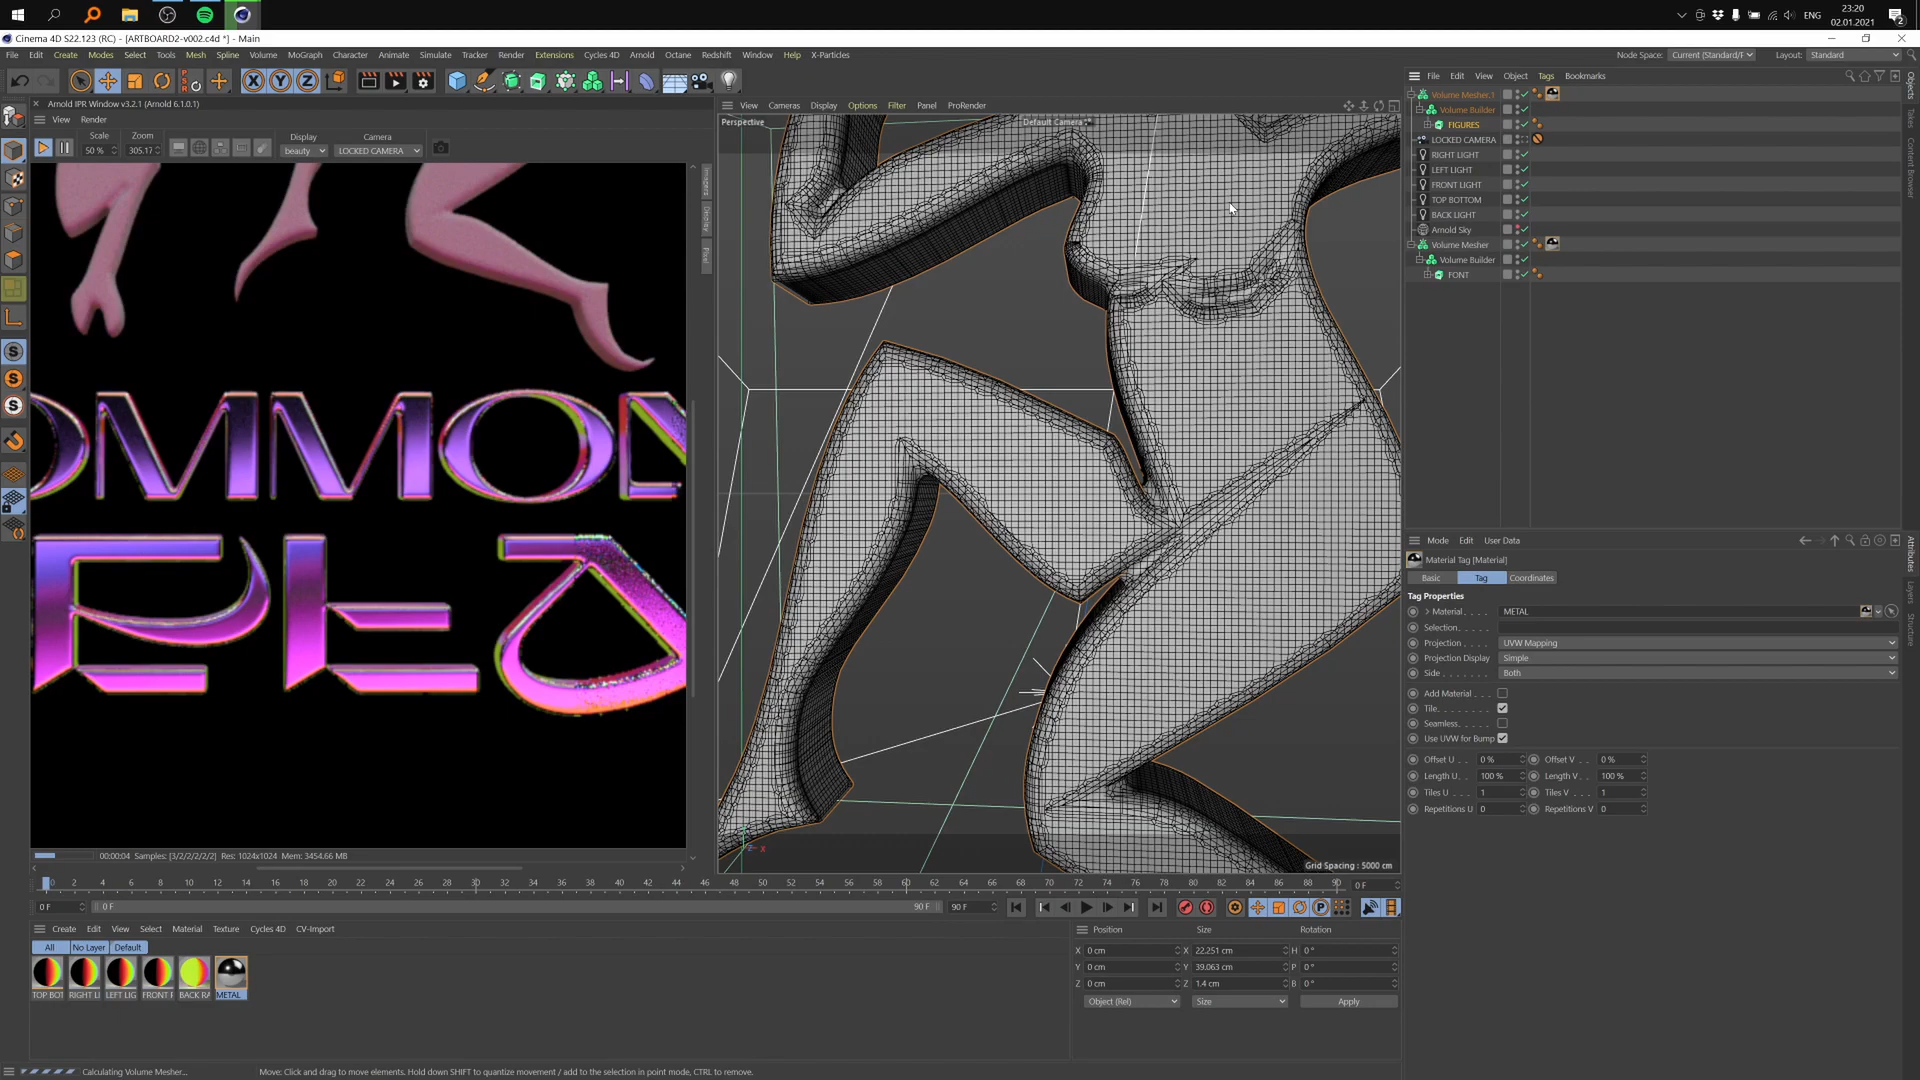 23:20
ENG
02.01.2021
Cinema 4D S22.123 (RC) - [ARTBOARD2-v002.c4d *] - Main
File Edit Create Modes Select Tools Mesh Spline Volume MoGraph Character Animate Simulate Tracker Render Extensions Cycles 4D Arnold Octane Redshift Window Help X-Particles
Node Space: Current (Standard/P
Layout: Standard
Arnold IPR Window v3.2.1 (Arnold 6.1.0.1)
View Render
Scale Zoom Display Camera
50 % 305.17 beauty LOCKED CAMERA
OMMON
00:00:04 Samples: [3/2/2/2/2/2] Res: 1024x1024 Mem: 3454.66 MB
View Cameras Display Options Filter Panel ProRender
Perspective
Default Camera
Grid Spacing : 5000 cm
File Edit View Object Tags Bookmarks
Volume Mesher.1
Volume Builder
FIGURES
LOCKED CAMERA
RIGHT LIGHT
LEFT LIGHT
FRONT LIGHT
TOP BOTTOM
BACK LIGHT
Arnold Sky
Volume Mesher
Volume Builder
FONT
Objects
Takes
Content Browser
Mode Edit User Data
Material Tag [Material]
Basic Tag Coordinates
Tag Properties
Material METAL
Selection
Projection UVW Mapping
Projection Display Simple
Side Both
Add Material
Tile
Seamless
Use UVW for Bump
Offset U 0 % Offset V 0 %
Length U 100 % Length V 100 %
Tiles U 1 Tiles V 1
Repetitions U 0 Repetitions V 0
Attributes
Layers
Structure
0 2 4 6 8 10 12 14 16 18 20 22 24 26 28 30 32 34 36 38 40 42 44 46 48 50 52 54 56 58 60 62 64 66 68 70 72 74 76 78 80 82 84 86 88 90 0 F
0 F 0 F 90 F 90 F
Create Edit Select Material Texture Cycles 4D CV-Import
All No Layer Default
TOP BOT RIGHT LI LEFT LIG FRONT I BACK RA METAL
Position Size Rotation
X 0 cm X 22.251 cm H 0 °
Y 0 cm Y 39.063 cm P 0 °
Z 0 cm Z 1.4 cm B 0 °
Object (Rel) Size Apply
Calculating Volume Mesher...
Move: Click and drag to move elements. Hold down SHIFT to quantize movement / add to the selection in point mode, CTRL to remove.